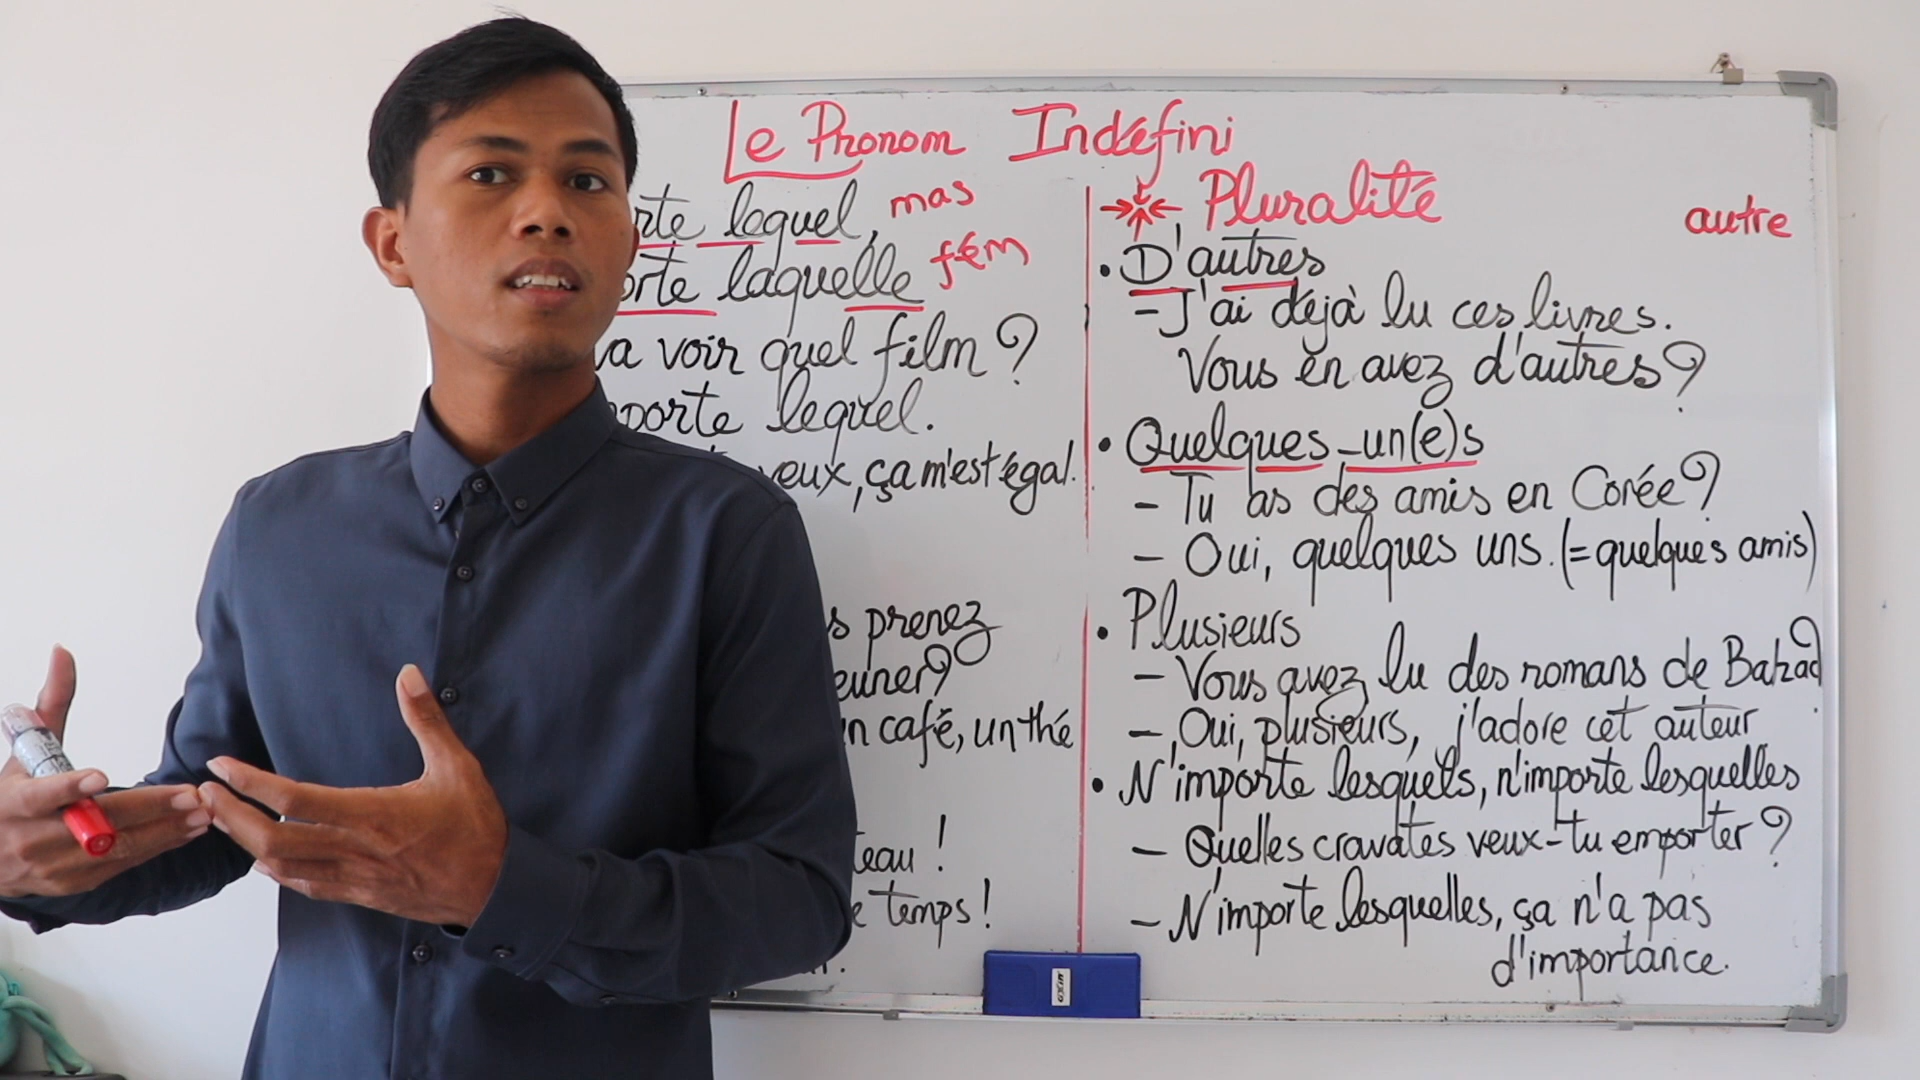 Le Pronom Indéfini
rte lequel, mas
orte laquelle fém
va voir quel film ?
porte lequel.
veux, ça m'est égal.
s prenez
euner ?
n café, un thé
teau !
e temps !
Pluralité
autre
• D'autres
- J'ai déjà lu ces livres.
Vous en avez d'autres ?
• Quelques-un(e)s
- Tu as des amis en Corée ?
- Oui, quelques uns. (= quelques amis)
• Plusieurs
- Vous avez lu des romans de Balzac ?
- Oui, plusieurs, j'adore cet auteur
• N'importe lesquels, n'importe lesquelles
- Quelles cravates veux-tu emporter ?
- N'importe lesquelles, ça n'a pas
d'importance.